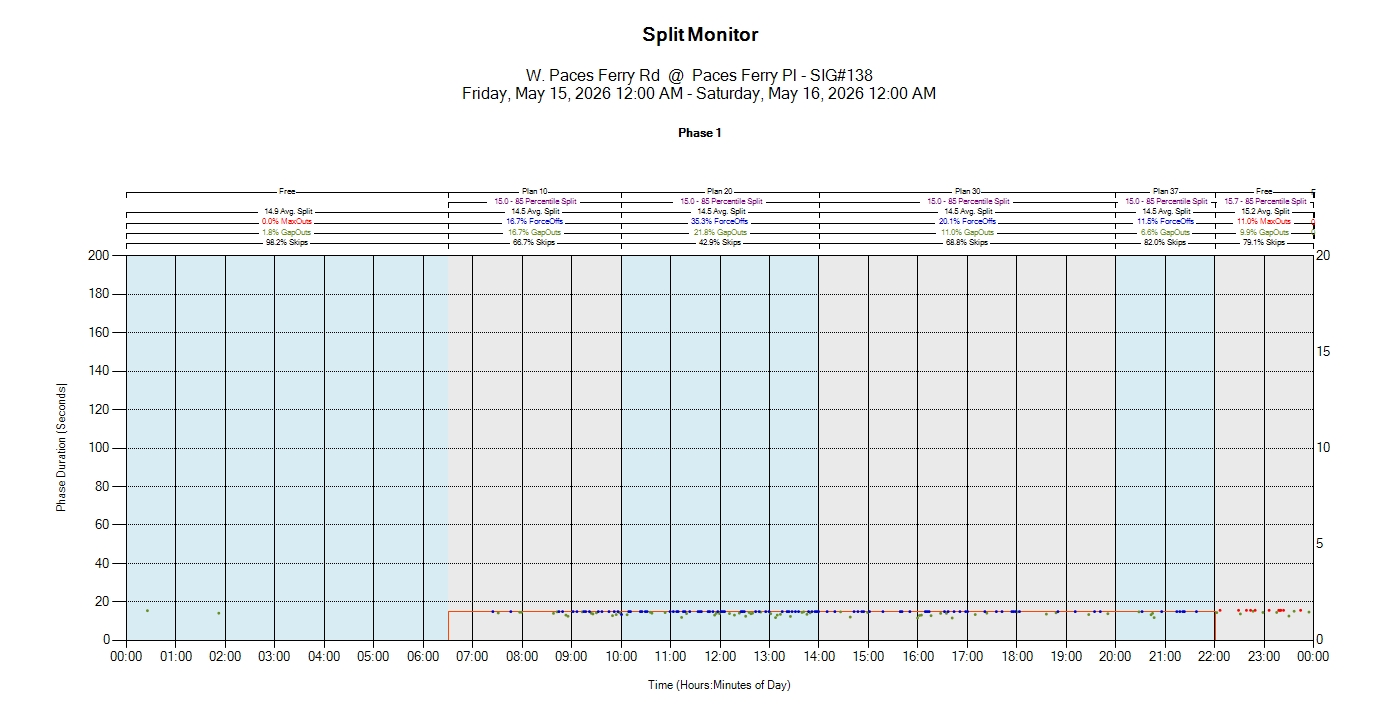 Split Monitor
W. Paces Ferry Rd @ Paces Ferry Pl - SIG#138
Friday, May 15, 2026 12:00 AM - Saturday, May 16, 2026 12:00 AM
Phase 1
Free Plan 10 Plan 20 Plan 30 Plan 37 Free
15.0 - 85 Percentile Split 15.0 - 85 Percentile Split 15.0 - 85 Percentile Split 15.0 - 85 Percentile Split 15.7 - 85 Percentile Split
14.9 Avg. Split 14.5 Avg. Split 14.5 Avg. Split 14.5 Avg. Split 14.5 Avg. Split 15.2 Avg. Split
0.0% MaxOuts 16.7% ForceOffs 35.3% ForceOffs 20.1% ForceOffs 11.5% ForceOffs 11.0% MaxOuts
1.8% GapOuts 16.7% GapOuts 21.8% GapOuts 11.0% GapOuts 6.6% GapOuts 9.9% GapOuts
98.2% Skips 66.7% Skips 42.9% Skips 68.8% Skips 82.0% Skips 79.1% Skips
200 20
180
160
15
140
120
100 10
80
60
5
40
20
0 0
00:00 01:00 02:00 03:00 04:00 05:00 06:00 07:00 08:00 09:00 10:00 11:00 12:00 13:00 14:00 15:00 16:00 17:00 18:00 19:00 20:00 21:00 22:00 23:00 00:00
Phase Duration (Seconds)
Time (Hours:Minutes of Day)